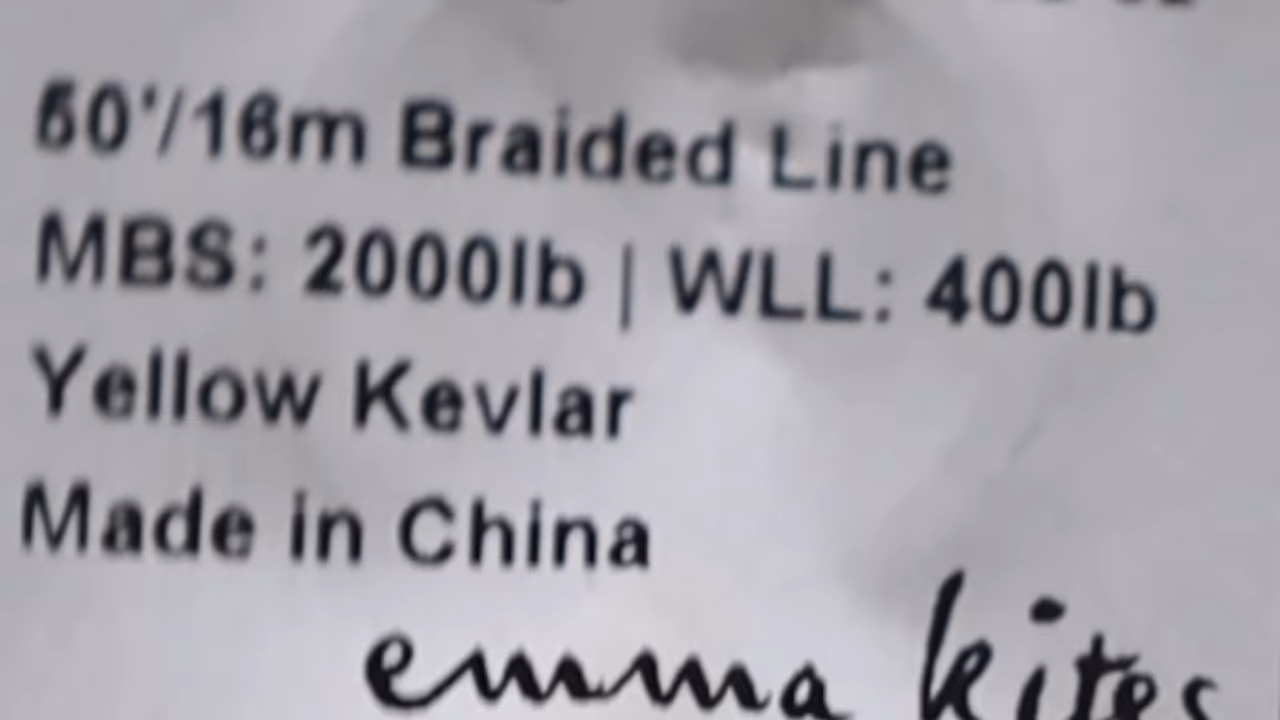 50'/16m Braided Line
MBS: 2000lb | WLL: 400lb
Yellow Kevlar
Made in China
emma kites